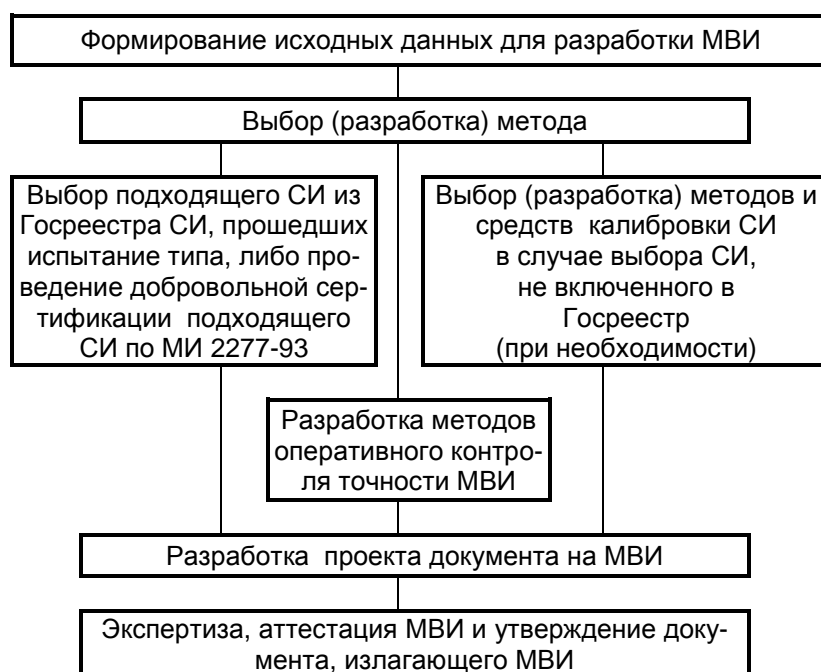 Формирование исходных данных для разработки МВИ
Выбор (разработка) метода
Выбор подходящего СИ из
Госреестра СИ, прошедших
испытание типа, либо про-
ведение добровольной сер-
тификации подходящего
СИ по МИ 2277-93
Выбор (разработка) методов и
средств калибровки СИ
в случае выбора СИ,
не включенного в
Госреестр
(при необходимости)
Разработка методов
оперативного контро-
ля точности МВИ
Разработка проекта документа на МВИ
Экспертиза, аттестация МВИ и утверждение доку-
мента, излагающего МВИ